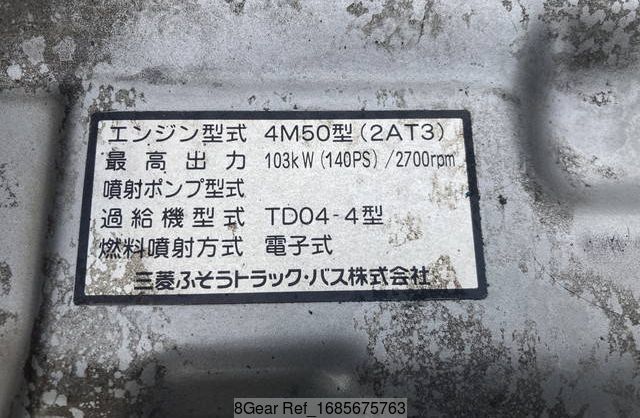 エンジン型式 4M50型(2AT3)
最高出力 103kW(140PS)/2700rpm
噴射ポンプ型式
過給機型式 TD04-4型
燃料噴射方式 電子式
三菱ふそうトラック・バス株式会社
8Gear Ref_1685675763